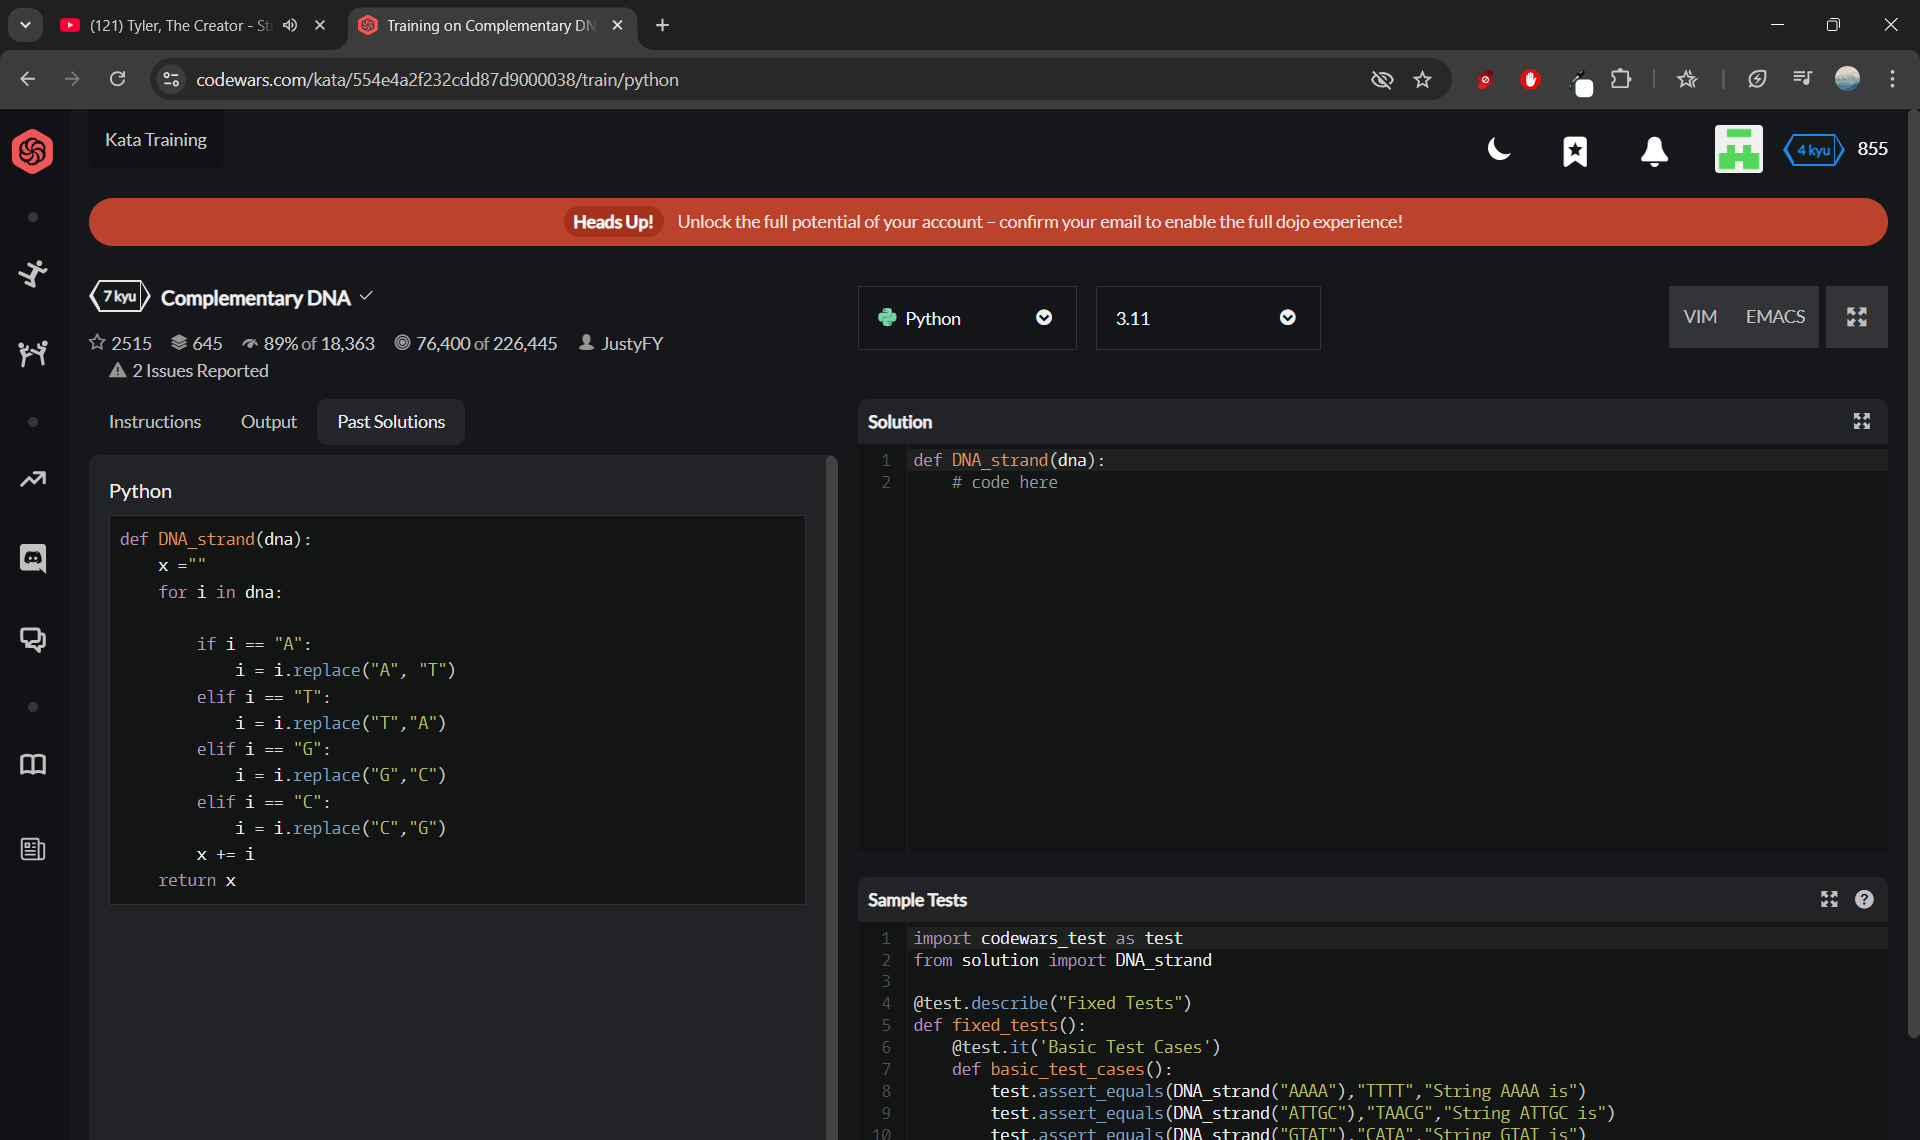 (121) Tyler, The Creator - Sti
Training on Complementary DN
codewars.com/kata/554e4a2f232cdd87d9000038/train/python
Kata Training
4 kyu
855
Heads Up! Unlock the full potential of your account – confirm your email to enable the full dojo experience!
7 kyu
Complementary DNA
2515 645 89% of 18,363 76,400 of 226,445 JustyFY
2 Issues Reported
Python
3.11
VIM EMACS
Instructions Output Past Solutions
Python
def DNA_strand(dna):
    x =""
    for i in dna:
        if i == "A":
            i = i.replace("A", "T")
        elif i == "T":
            i = i.replace("T","A")
        elif i == "G":
            i = i.replace("G","C")
        elif i == "C":
            i = i.replace("C","G")
        x += i
    return x
Solution
1 def DNA_strand(dna):
2     # code here
Sample Tests
?
1 import codewars_test as test
2 from solution import DNA_strand
3
4 @test.describe("Fixed Tests")
5 def fixed_tests():
6     @test.it('Basic Test Cases')
7     def basic_test_cases():
8         test.assert_equals(DNA_strand("AAAA"),"TTTT","String AAAA is")
9         test.assert_equals(DNA_strand("ATTGC"),"TAACG","String ATTGC is")
10         test.assert_equals(DNA_strand("GTAT"),"CATA","String GTAT is")